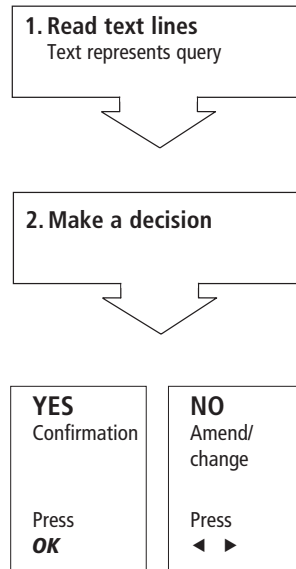 1. Read text lines
Text represents query
2. Make a decision
YES
Confirmation
Press
OK
NO
Amend/
change
Press
◄ ►